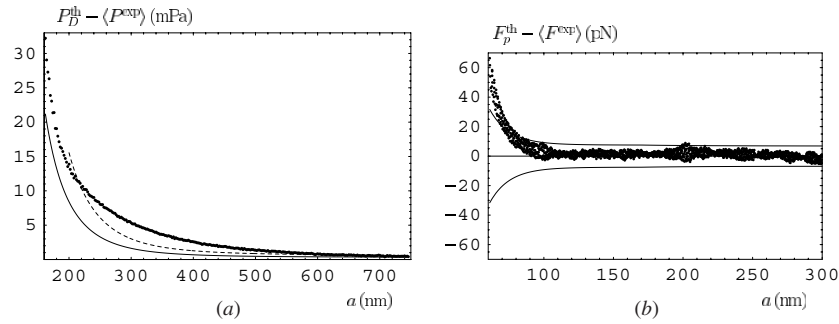 P_D^th − ⟨P^exp⟩ (mPa)
30
25
20
15
10
5
200 300 400 500 600 700
a (nm)
(a)
F_p^th − ⟨F^exp⟩ (pN)
60
40
20
0
−20
−40
−60
100 150 200 250 300
a (nm)
(b)